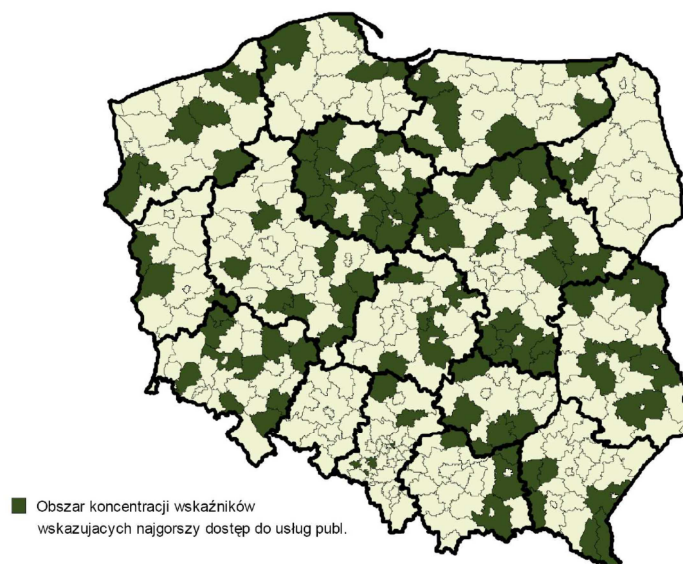 Obszar koncentracji wskaźników
wskazujacych najgorszy dostęp do usług publ.